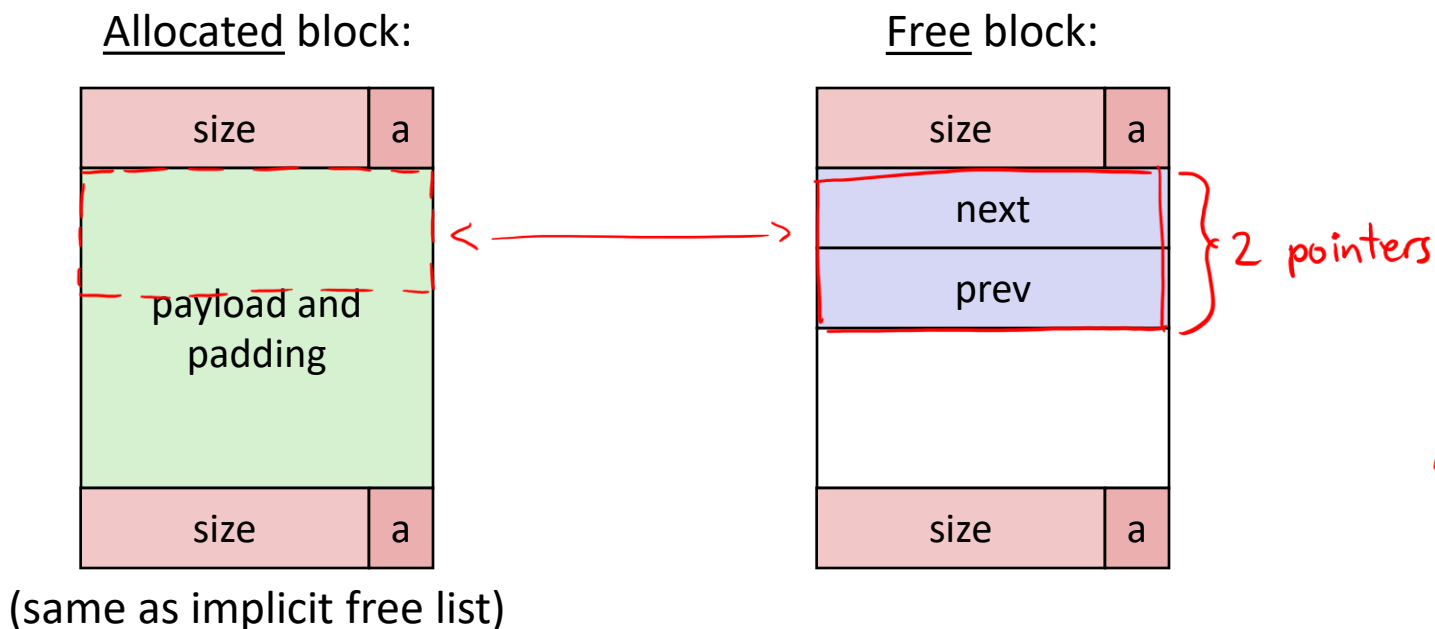 Allocated block:
size a
payload and
padding
size a
(same as implicit free list)
Free block:
size a
next
prev
size a
2 pointers